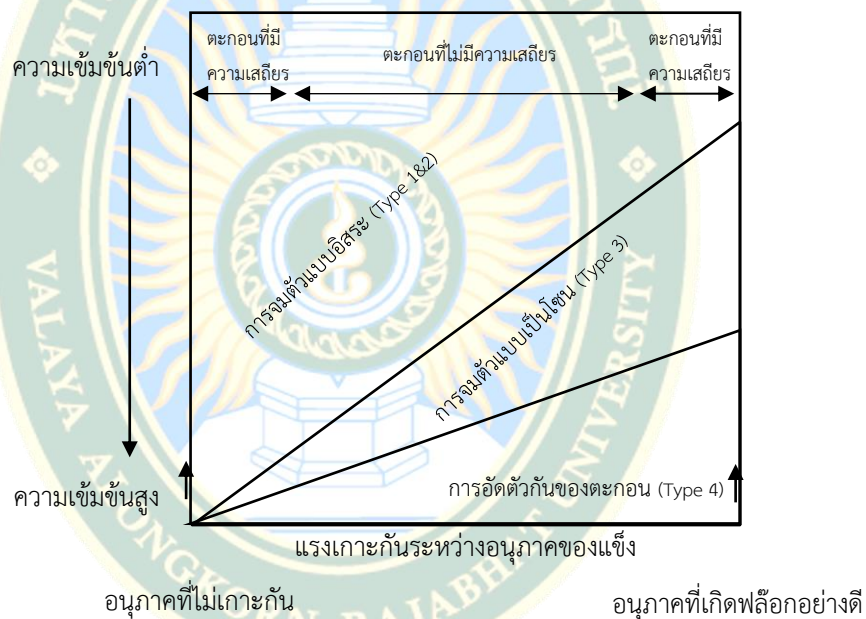 ตะกอนที่มี
ความเสถียร
ตะกอนที่ไม่มีความเสถียร
ตะกอนที่มี
ความเสถียร
ความเข้มข้นต่ำ
การจมตัวแบบอิสระ (Type 1&2)
การจมตัวแบบเป็นโซน (Type 3)
ความเข้มข้นสูง
การอัดตัวกันของตะกอน (Type 4)
แรงเกาะกันระหว่างอนุภาคของแข็ง
อนุภาคที่ไม่เกาะกัน
อนุภาคที่เกิดฟล๊อกอย่างดี
VALAYA
UNIVERSITY